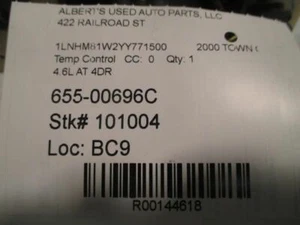 ALBERT'S USED AUTO PARTS, LLC
422 RAILROAD ST
1LNHM81W2YY771500 2000 TOWN
Temp Control CC: 0 Qty: 1
4.6L AT 4DR
655-00696C
Stk# 101004
Loc: BC9
R00144618